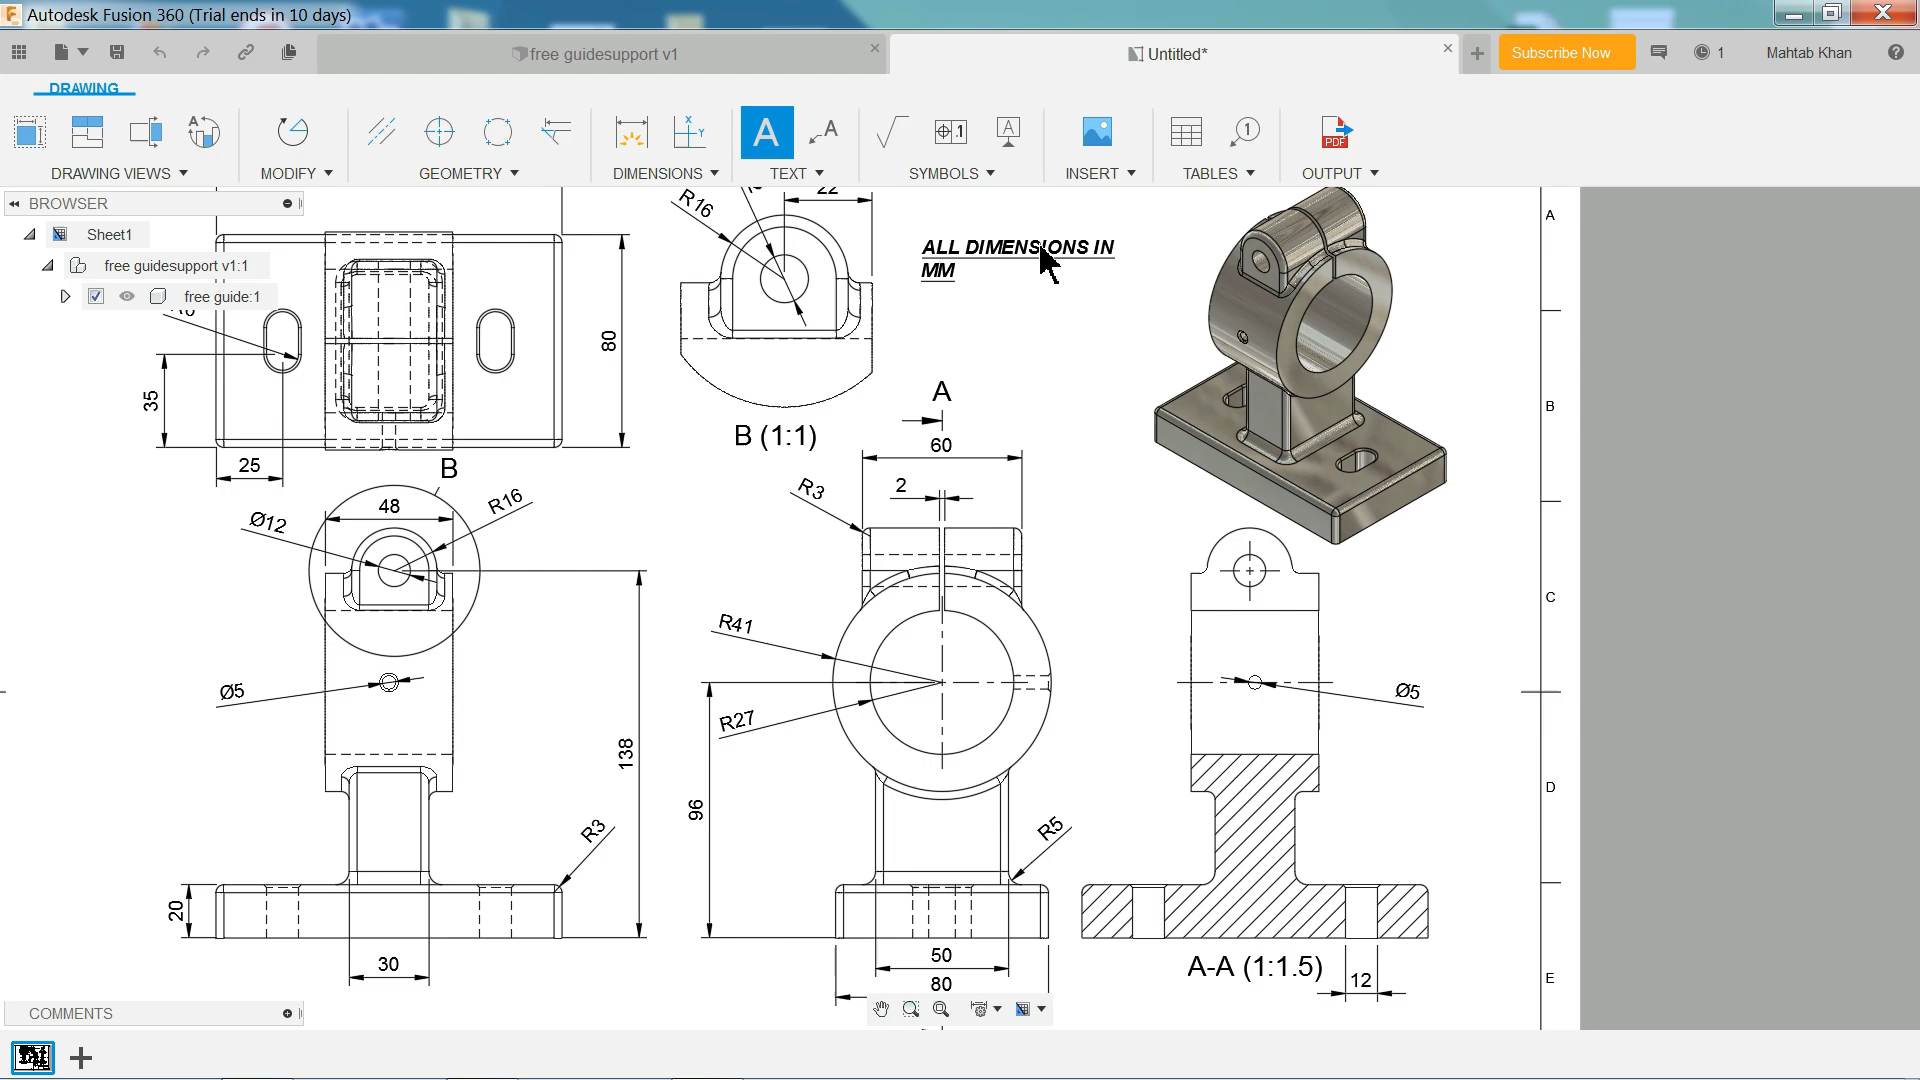 Autodesk Fusion 360 (Trial ends in 10 days)
free guidesupport v1
Untitled*
Subscribe Now
1
Mahtab Khan
DRAWING
DRAWING VIEWS
MODIFY
GEOMETRY
DIMENSIONS
TEXT
SYMBOLS
INSERT
TABLES
OUTPUT
PDF
BROWSER
Sheet1
free guidesupport v1:1
free guide:1
80
35
25
R16
22
B (1:1)
ALL DIMENSIONS IN
MM
A
B
C
D
E
B
48
Ø12
R16
Ø5
138
R3
20
30
A
60
2
R3
R41
R27
96
R5
50
80
Ø5
A-A (1:1.5)
12
COMMENTS